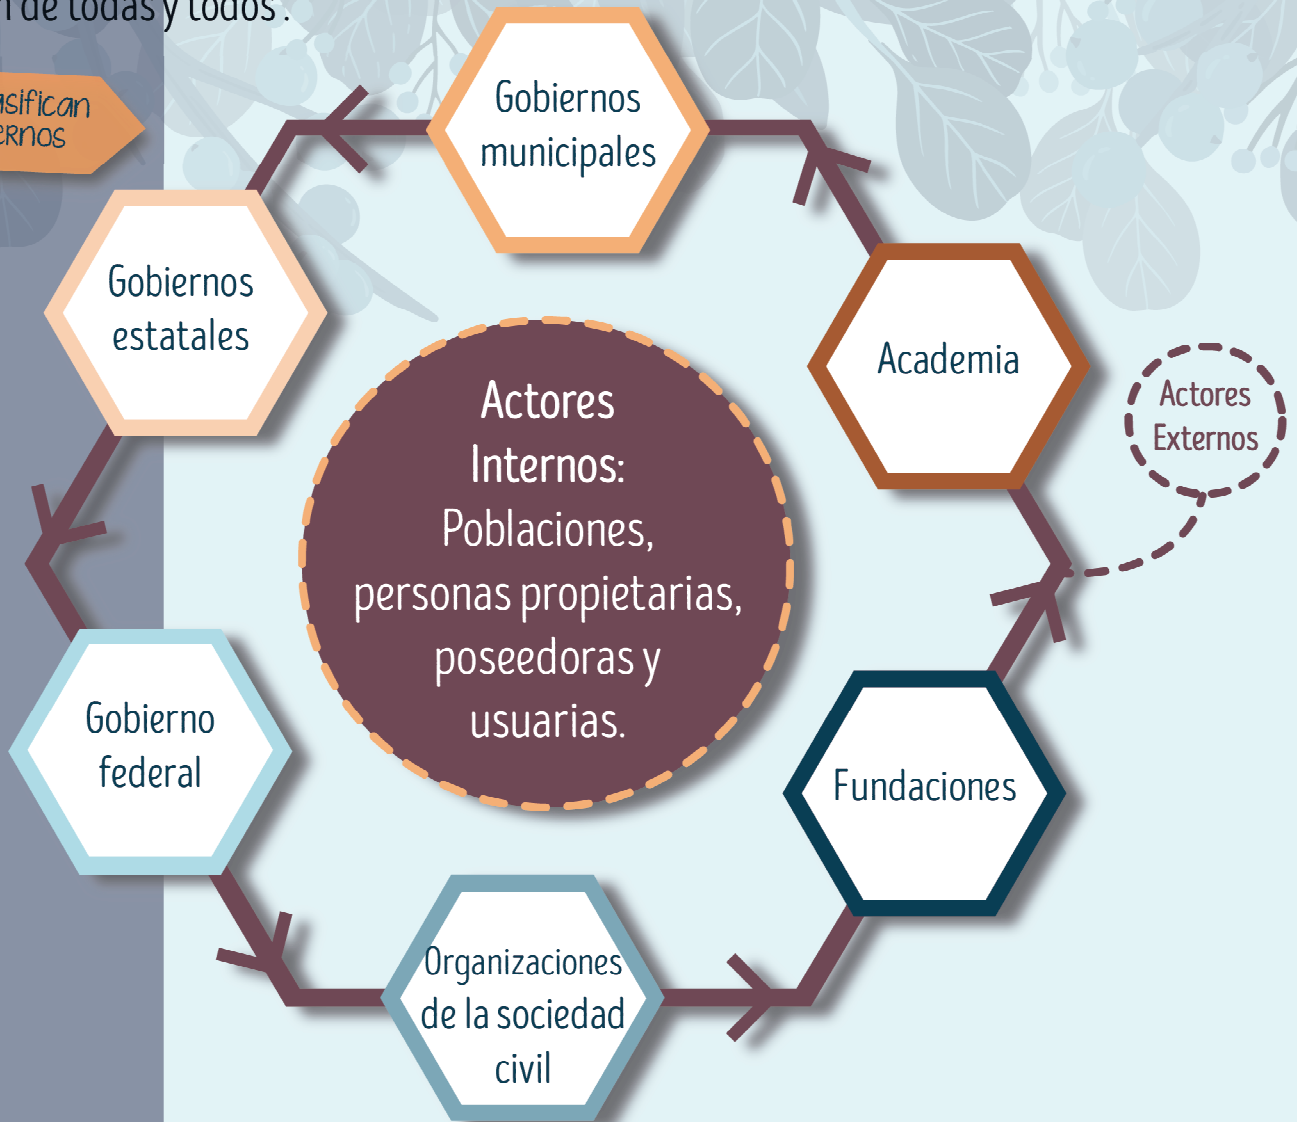 de todas y todos".
Gobiernos
municipales
Gobiernos
estatales
Academia
Actores
Externos
Actores
Internos:
Poblaciones,
personas propietarias,
poseedoras y
usuarias.
Gobierno
federal
Fundaciones
Organizaciones
de la sociedad
civil